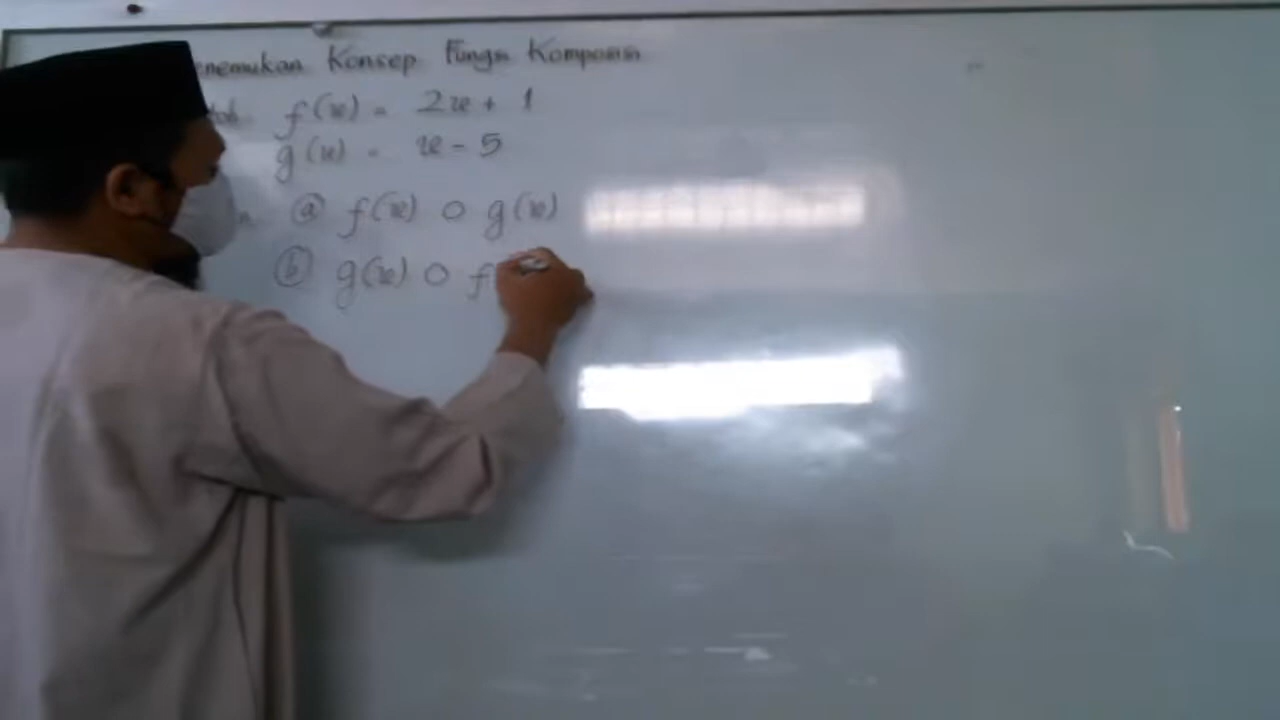 Konsep Fungsi Komposisi
f(x) = 2x + 1
g(x) = x - 5
(a) f(x) o g(x)
(b) g(x) o f